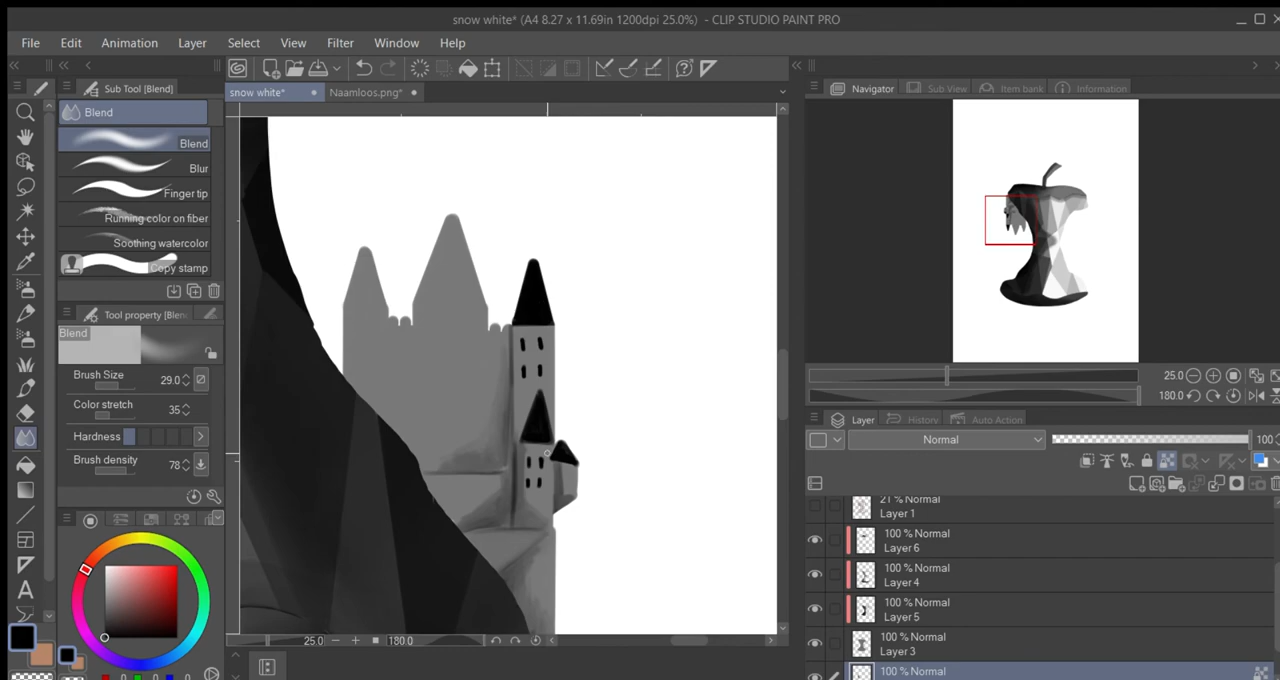 snow white* (A4 8.27 x 11.69in 1200dpi 25.0%) - CLIP STUDIO PAINT PRO
File Edit Animation Layer Select View Filter Window Help
Sub Tool [Blend]
snow white* Naamloos.png*
Navigator Sub View Item bank Information
Blend
Blend
Blur
Finger tip
Running color on fiber
Soothing watercolor
Copy stamp
Tool property [Blend
Blend
Brush Size 29.0
Color stretch 35
Hardness
Brush density 78
25.0
180.0
Layer History Auto Action
Normal 100
21 % Normal
Layer 1
100 % Normal
Layer 6
100 % Normal
Layer 4
100 % Normal
Layer 5
100 % Normal
Layer 3
100 % Normal
25.0 180.0